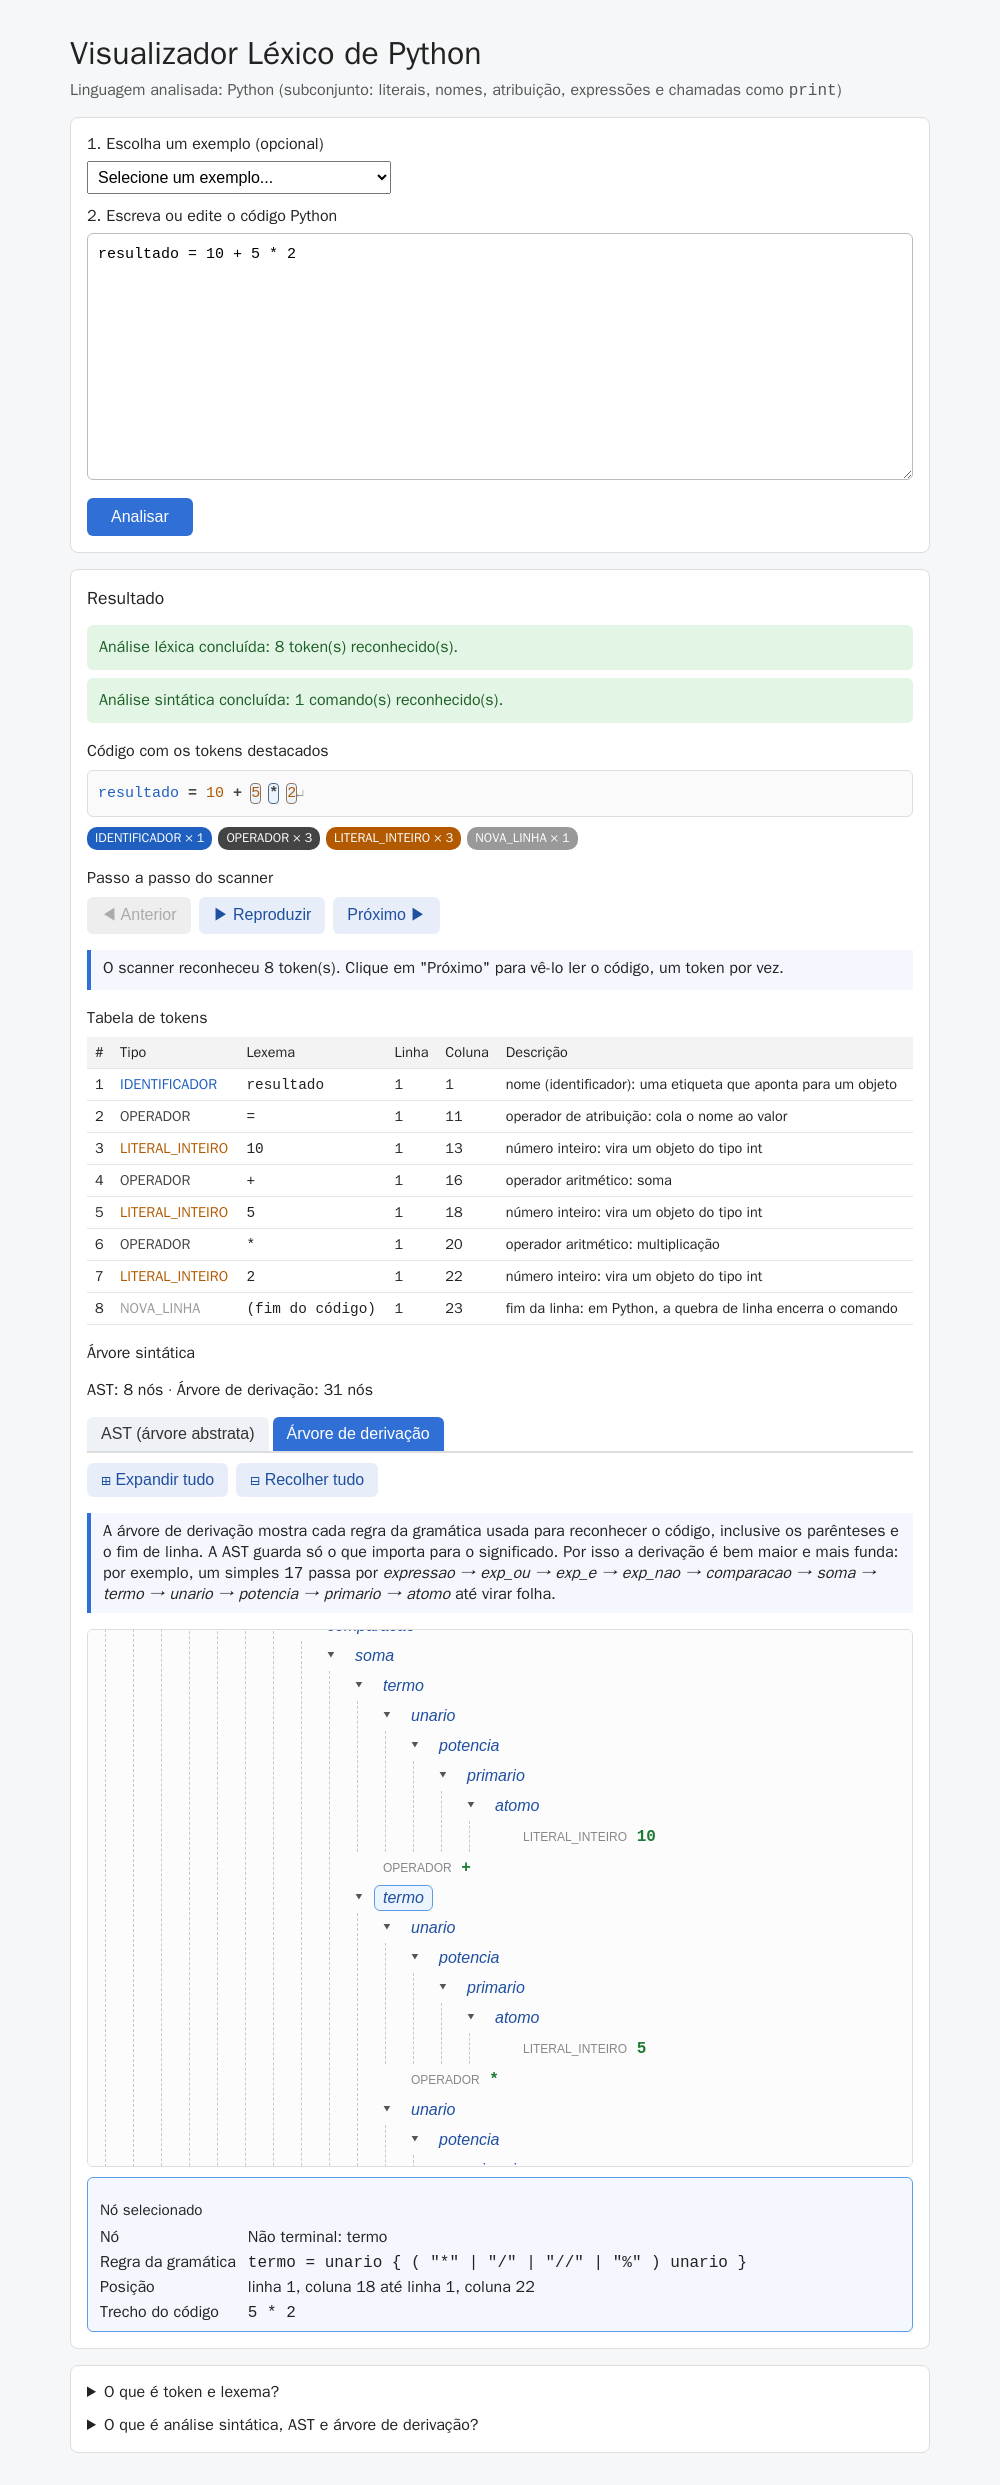 Visualizador Léxico de Python
Linguagem analisada: Python (subconjunto: literais, nomes, atribuição, expressões e chamadas como print)
1. Escolha um exemplo (opcional)
Selecione um exemplo...
2. Escreva ou edite o código Python
resultado = 10 + 5 * 2
Analisar
Resultado
Análise léxica concluída: 8 token(s) reconhecido(s).
Análise sintática concluída: 1 comando(s) reconhecido(s).
Código com os tokens destacados
resultado = 10 + 5 * 2↵
IDENTIFICADOR × 1 OPERADOR × 3 LITERAL_INTEIRO × 3 NOVA_LINHA × 1
Passo a passo do scanner
◀ Anterior ▶ Reproduzir Próximo ▶
O scanner reconheceu 8 token(s). Clique em "Próximo" para vê-lo ler o código, um token por vez.
Tabela de tokens
# Tipo Lexema Linha Coluna Descrição
1 IDENTIFICADOR resultado 1 1 nome (identificador): uma etiqueta que aponta para um objeto
2 OPERADOR = 1 11 operador de atribuição: cola o nome ao valor
3 LITERAL_INTEIRO 10 1 13 número inteiro: vira um objeto do tipo int
4 OPERADOR + 1 16 operador aritmético: soma
5 LITERAL_INTEIRO 5 1 18 número inteiro: vira um objeto do tipo int
6 OPERADOR * 1 20 operador aritmético: multiplicação
7 LITERAL_INTEIRO 2 1 22 número inteiro: vira um objeto do tipo int
8 NOVA_LINHA (fim do código) 1 23 fim da linha: em Python, a quebra de linha encerra o comando
Árvore sintática
AST: 8 nós · Árvore de derivação: 31 nós
AST (árvore abstrata) Árvore de derivação
⊞ Expandir tudo ⊟ Recolher tudo
A árvore de derivação mostra cada regra da gramática usada para reconhecer o código, inclusive os parênteses e
o fim de linha. A AST guarda só o que importa para o significado. Por isso a derivação é bem maior e mais funda:
por exemplo, um simples 17 passa por expressao → exp_ou → exp_e → exp_nao → comparacao → soma →
termo → unario → potencia → primario → atomo até virar folha.
▾ soma
▾ termo
▾ unario
▾ potencia
▾ primario
▾ atomo
LITERAL_INTEIRO 10
OPERADOR +
▾ termo
▾ unario
▾ potencia
▾ primario
▾ atomo
LITERAL_INTEIRO 5
OPERADOR *
▾ unario
▾ potencia
Nó selecionado
Nó Não terminal: termo
Regra da gramática termo = unario { ( "*" | "/" | "//" | "%" ) unario }
Posição linha 1, coluna 18 até linha 1, coluna 22
Trecho do código 5 * 2
▶ O que é token e lexema?
▶ O que é análise sintática, AST e árvore de derivação?